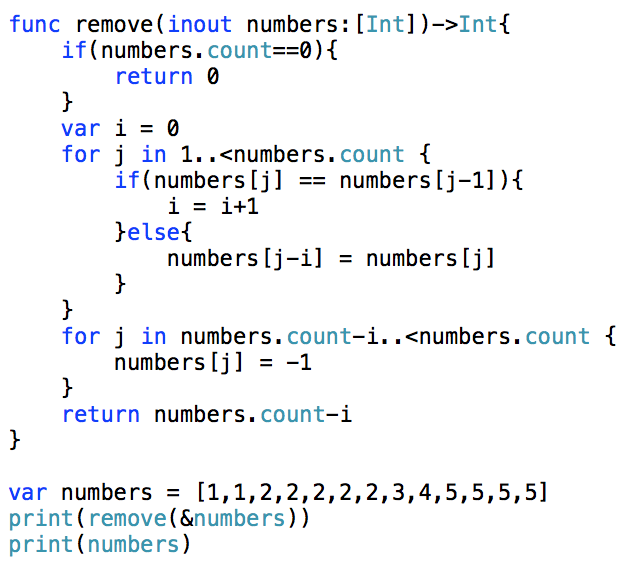 func remove(inout numbers:[Int])->Int{
    if(numbers.count==0){
        return 0
    }
    var i = 0
    for j in 1..<numbers.count {
        if(numbers[j] == numbers[j-1]){
            i = i+1
        }else{
            numbers[j-i] = numbers[j]
        }
    }
    for j in numbers.count-i..<numbers.count {
        numbers[j] = -1
    }
    return numbers.count-i
}

var numbers = [1,1,2,2,2,2,2,3,4,5,5,5,5]
print(remove(&numbers))
print(numbers)